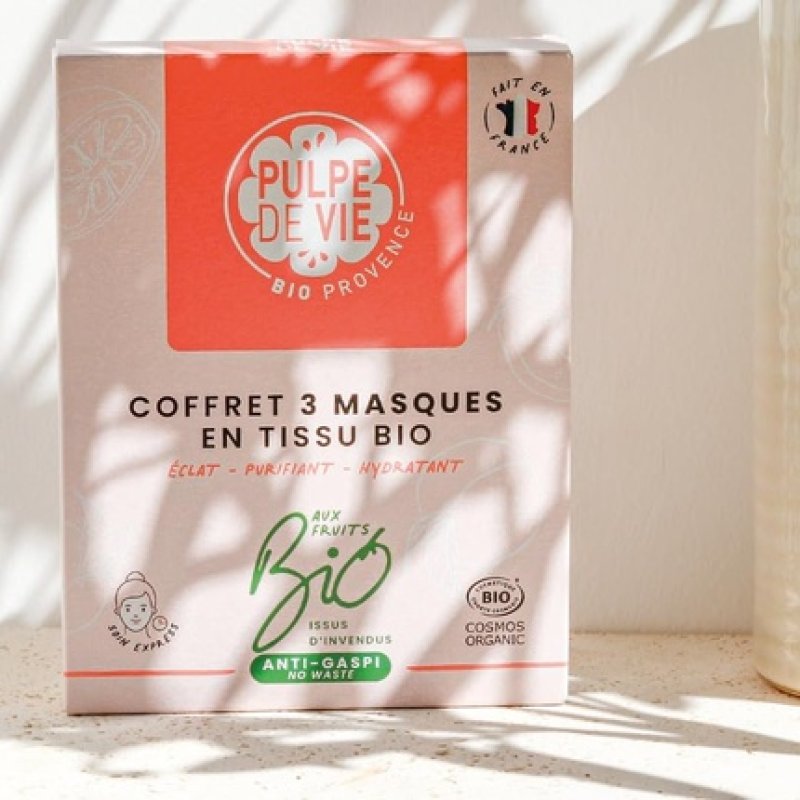 PULPE
DE VIE
BIO PROVENCE
FAIT EN
FRANCE
COFFRET 3 MASQUES
EN TISSU BIO
ÉCLAT - PURIFIANT - HYDRATANT
AUX
FRUITS
Bio
ISSUS
D'INVENDUS
ANTI-GASPI
NO WASTE
SOIN EXPRESS
BIO
COSMOS
ORGANIC